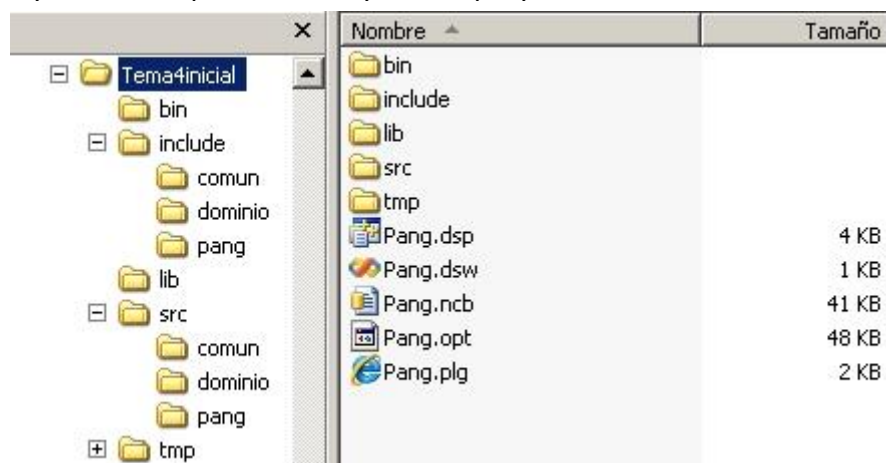 Tema4inicial
bin
include
comun
dominio
pang
lib
src
comun
dominio
pang
tmp
Nombre Tamaño
bin
include
lib
src
tmp
Pang.dsp 4 KB
Pang.dsw 1 KB
Pang.ncb 41 KB
Pang.opt 48 KB
Pang.plg 2 KB